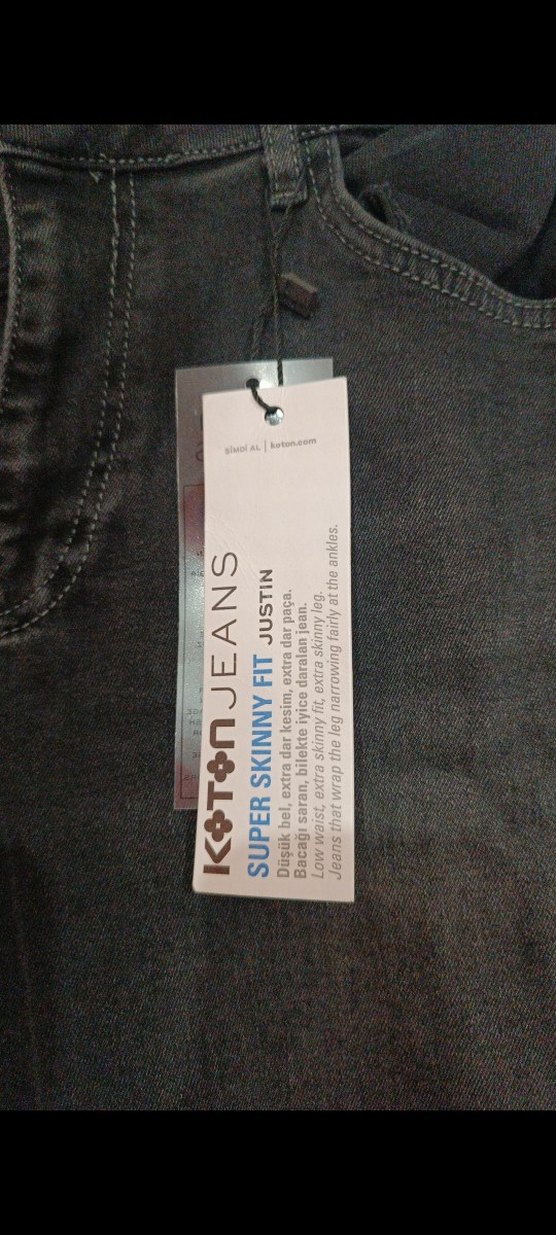 ŞİMDİ AL | koton.com
KOTON JEANS
SUPER SKINNY FIT JUSTIN
Düşük bel, extra dar kesim, extra dar paça.
Bacağı saran, bilekte iyice daralan jean.
Low waist, extra skinny fit, extra skinny leg.
Jeans that wrap the leg narrowing fairly at the ankles.